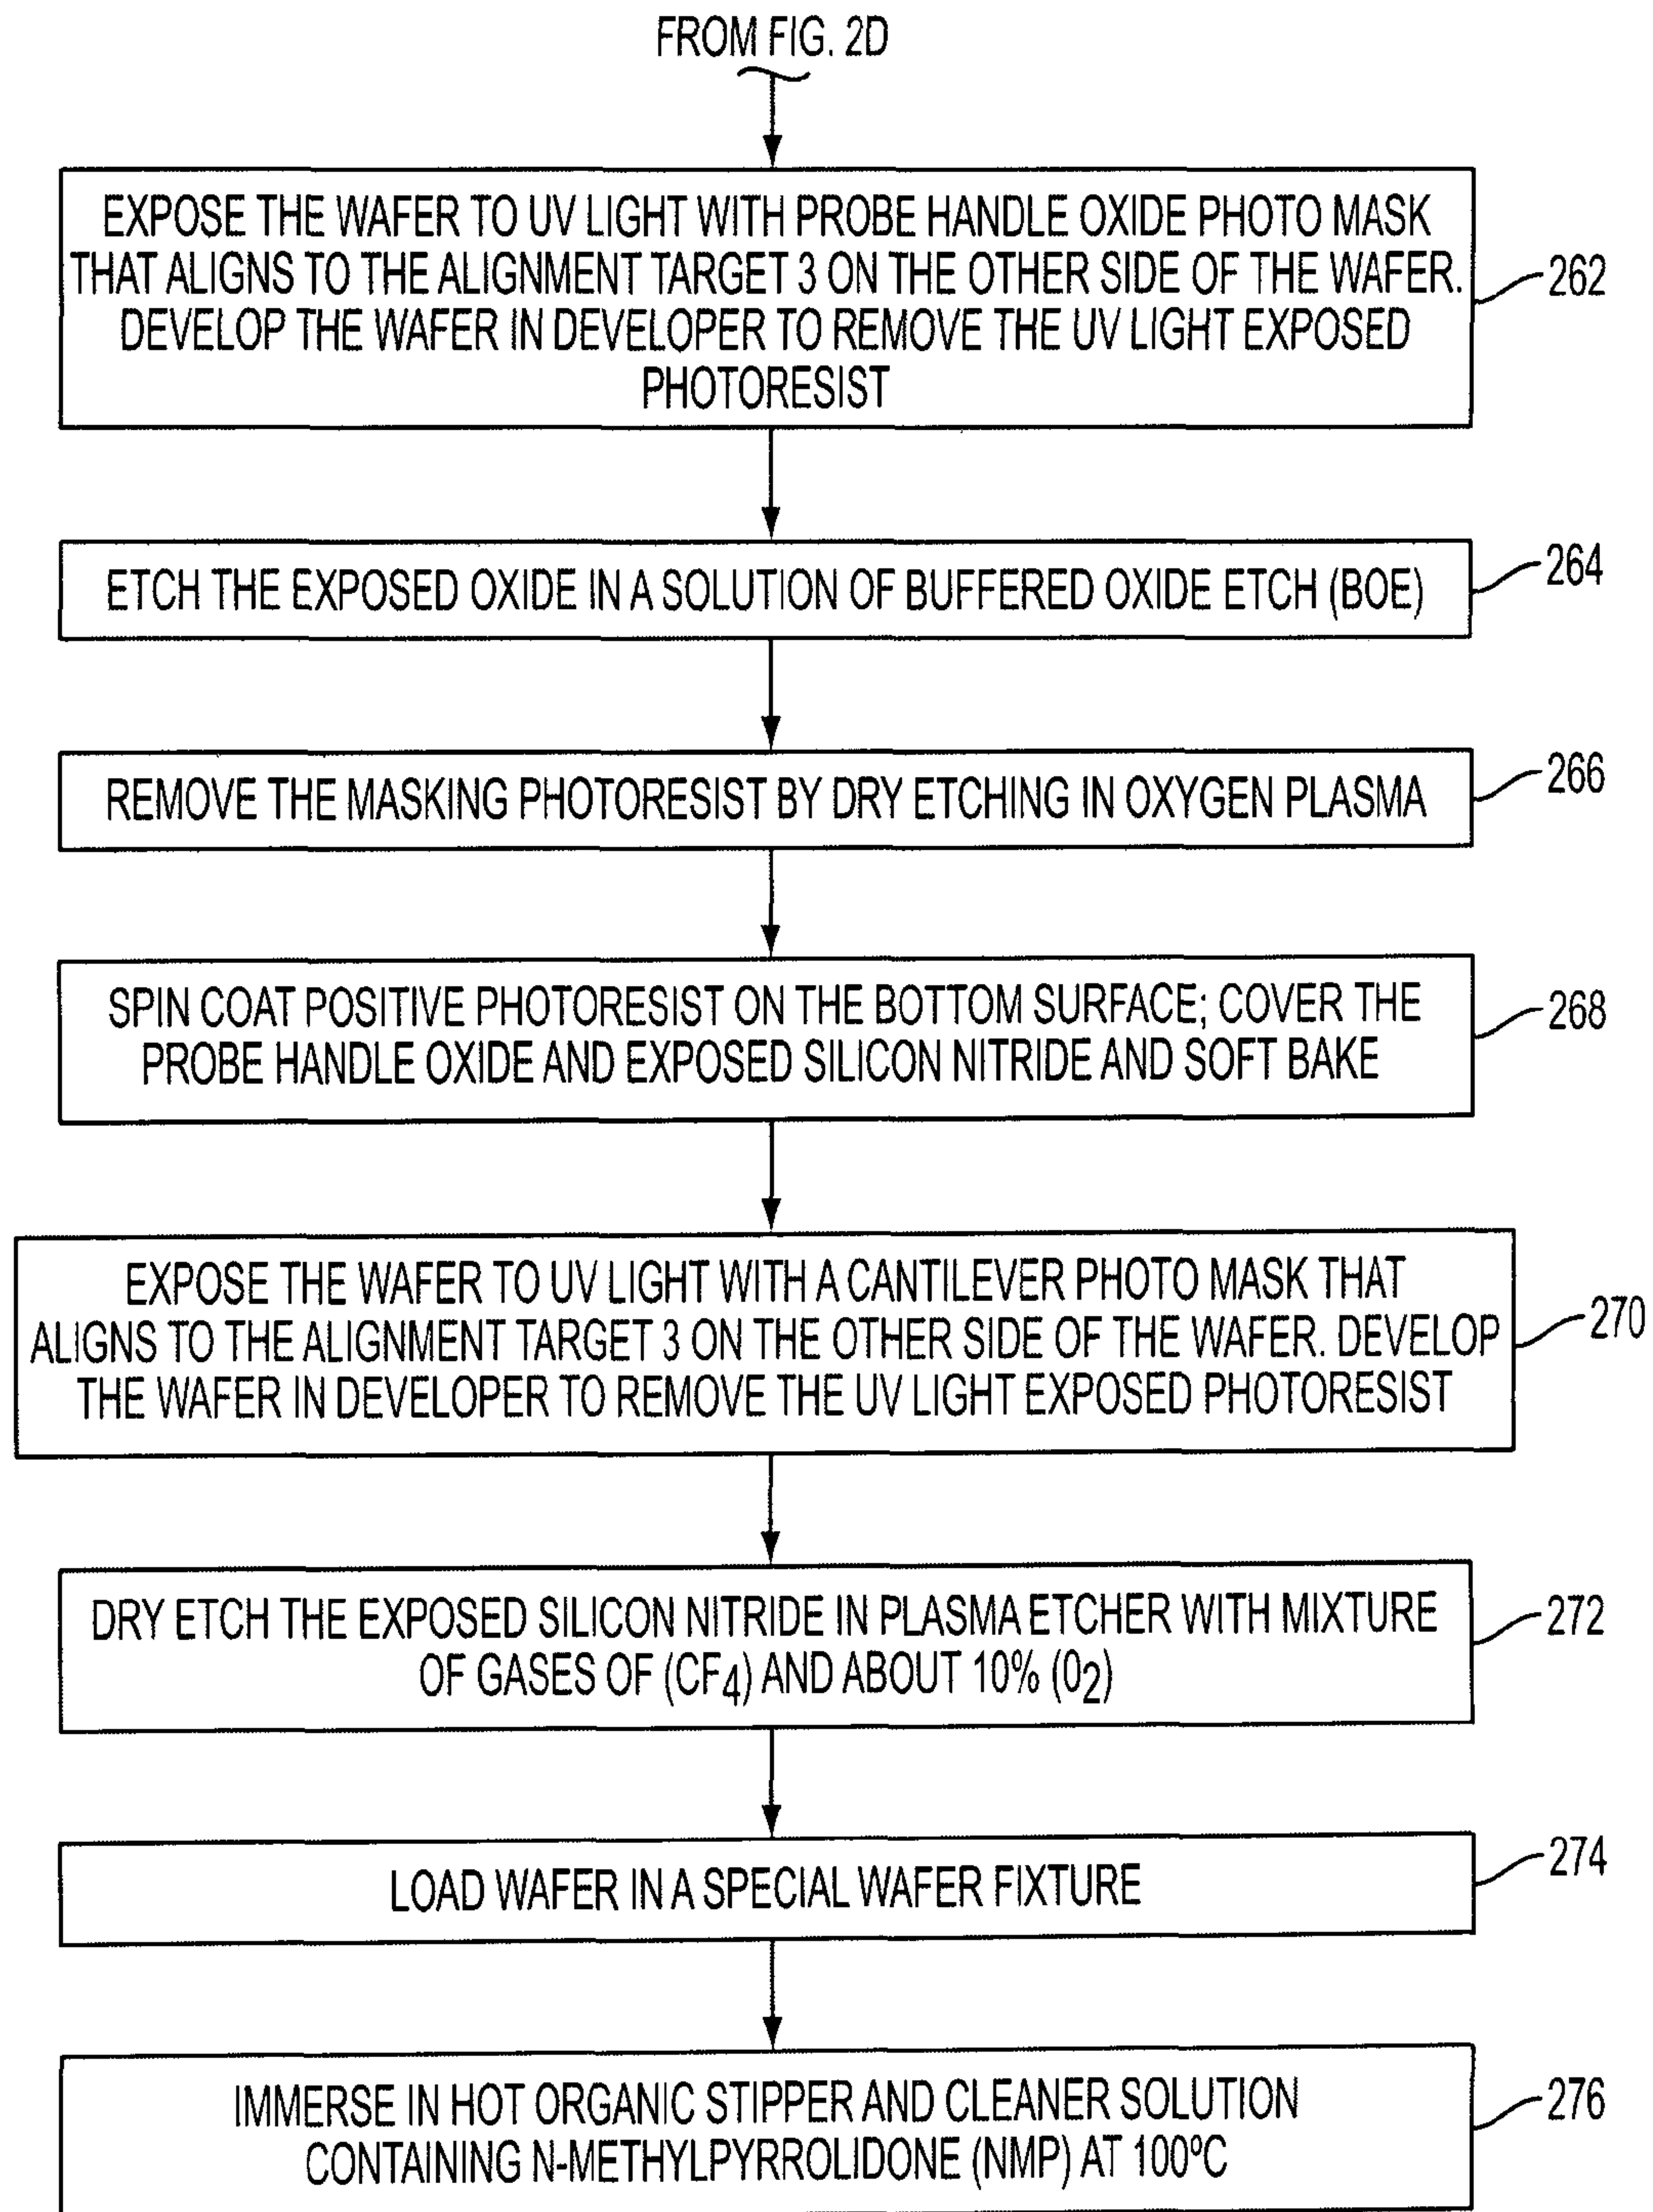 FROM FIG. 2D
EXPOSE THE WAFER TO UV LIGHT WITH PROBE HANDLE OXIDE PHOTO MASK
THAT ALIGNS TO THE ALIGNMENT TARGET 3 ON THE OTHER SIDE OF THE WAFER.
DEVELOP THE WAFER IN DEVELOPER TO REMOVE THE UV LIGHT EXPOSED
PHOTORESIST
262
ETCH THE EXPOSED OXIDE IN A SOLUTION OF BUFFERED OXIDE ETCH (BOE)
264
REMOVE THE MASKING PHOTORESIST BY DRY ETCHING IN OXYGEN PLASMA
266
SPIN COAT POSITIVE PHOTORESIST ON THE BOTTOM SURFACE; COVER THE
PROBE HANDLE OXIDE AND EXPOSED SILICON NITRIDE AND SOFT BAKE
268
EXPOSE THE WAFER TO UV LIGHT WITH A CANTILEVER PHOTO MASK THAT
ALIGNS TO THE ALIGNMENT TARGET 3 ON THE OTHER SIDE OF THE WAFER. DEVELOP
THE WAFER IN DEVELOPER TO REMOVE THE UV LIGHT EXPOSED PHOTORESIST
270
DRY ETCH THE EXPOSED SILICON NITRIDE IN PLASMA ETCHER WITH MIXTURE
OF GASES OF (CF4) AND ABOUT 10% (02)
272
LOAD WAFER IN A SPECIAL WAFER FIXTURE
274
IMMERSE IN HOT ORGANIC STIPPER AND CLEANER SOLUTION
CONTAINING N-METHYLPYRROLIDONE (NMP) AT 100ºC
276